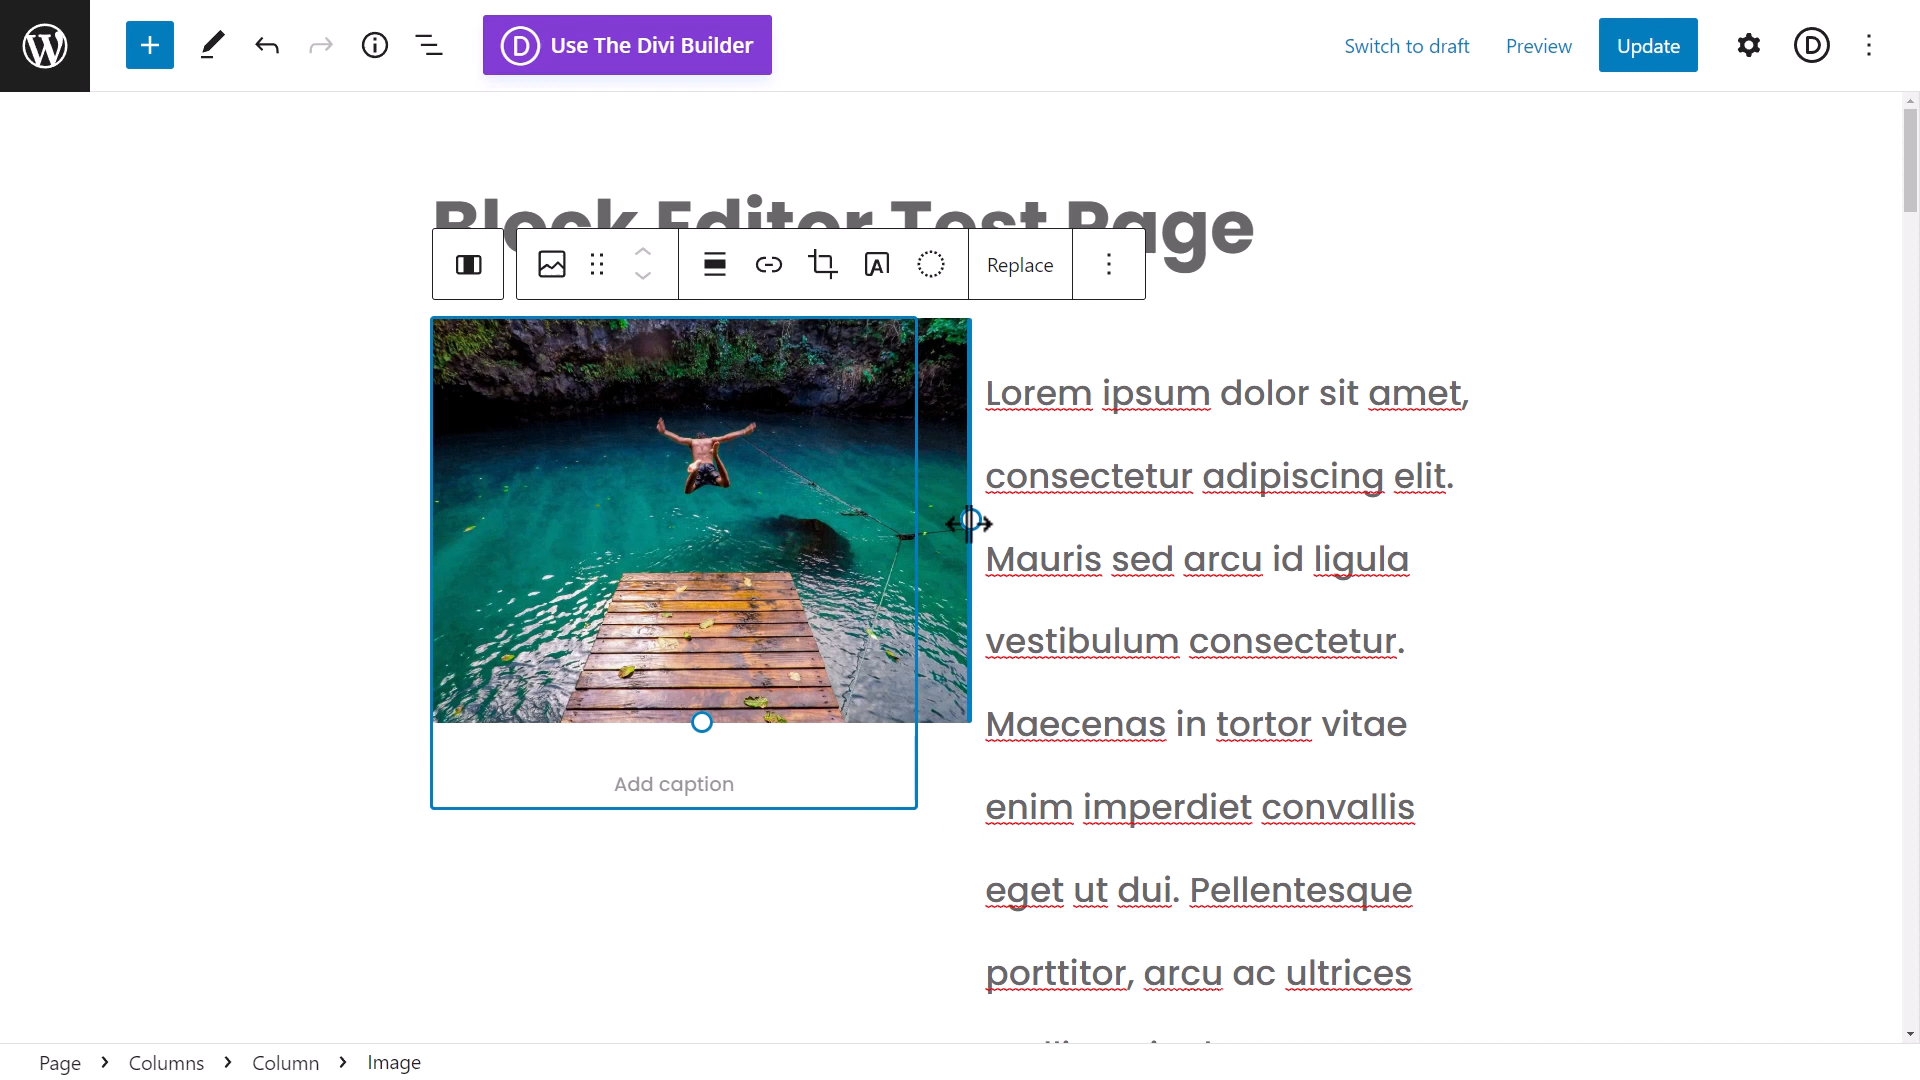 Use The Divi Builder
Switch to draft
Preview
Update
Block Editor Test Page
Replace
Lorem ipsum dolor sit amet,
consectetur adipiscing elit.
Mauris sed arcu id ligula
vestibulum consectetur.
Maecenas in tortor vitae
enim imperdiet convallis
eget ut dui. Pellentesque
porttitor, arcu ac ultrices
Add caption
Page
Columns
Column
Image